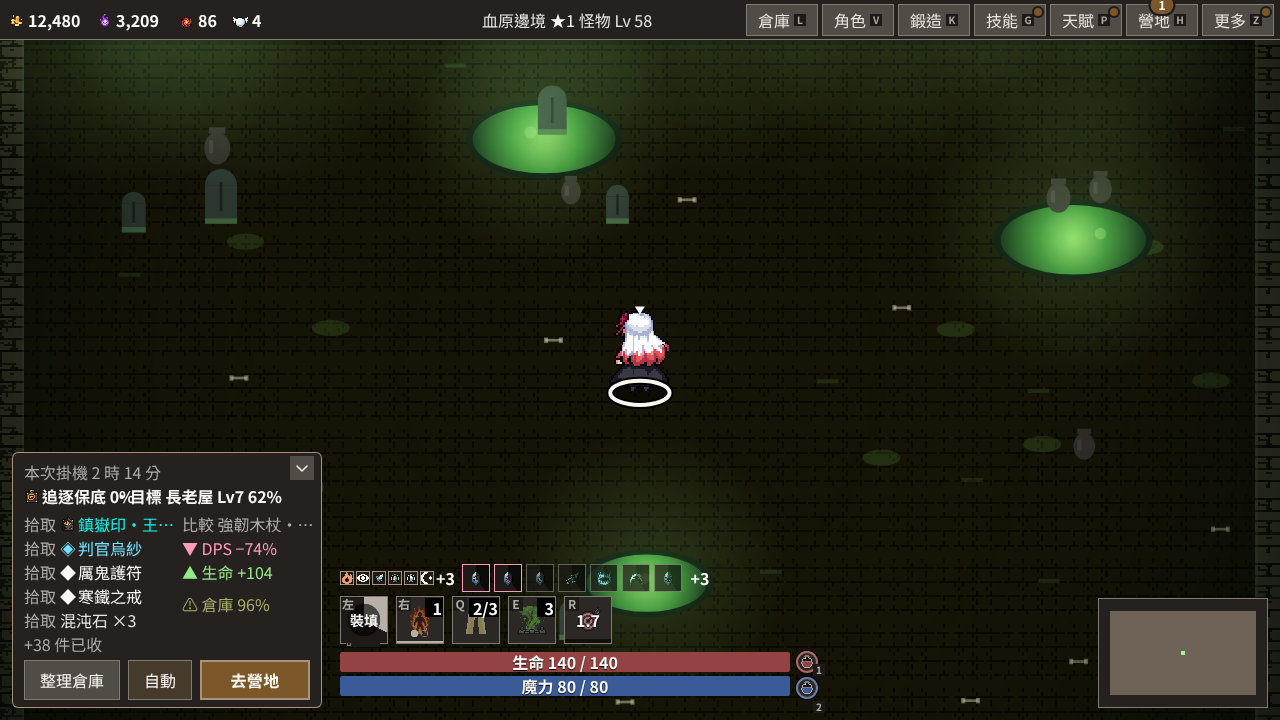 12,480 3,209 86 4
血原邊境 ★1 怪物 Lv 58
倉庫 L 角色 V 鍛造 K 技能 G 天賦 P 營地 H 更多 Z
1
本次掛機 2 時 14 分
追逐保底 0%目標 長老屋 Lv7 62%
拾取 鎮嶽印・王… 比較 強韌木杖・…
拾取 ◈判官烏紗 ▼ DPS −74%
拾取 ◆厲鬼護符 ▲ 生命 +104
拾取 ◆寒鐵之戒 ⚠ 倉庫 96%
拾取 混沌石 ×3
+38 件已收
整理倉庫 自動 去營地
+3 +3
左 裝填 右 1 Q 2/3 E 3 R 1.7
生命 140 / 140 1
魔力 80 / 80 2